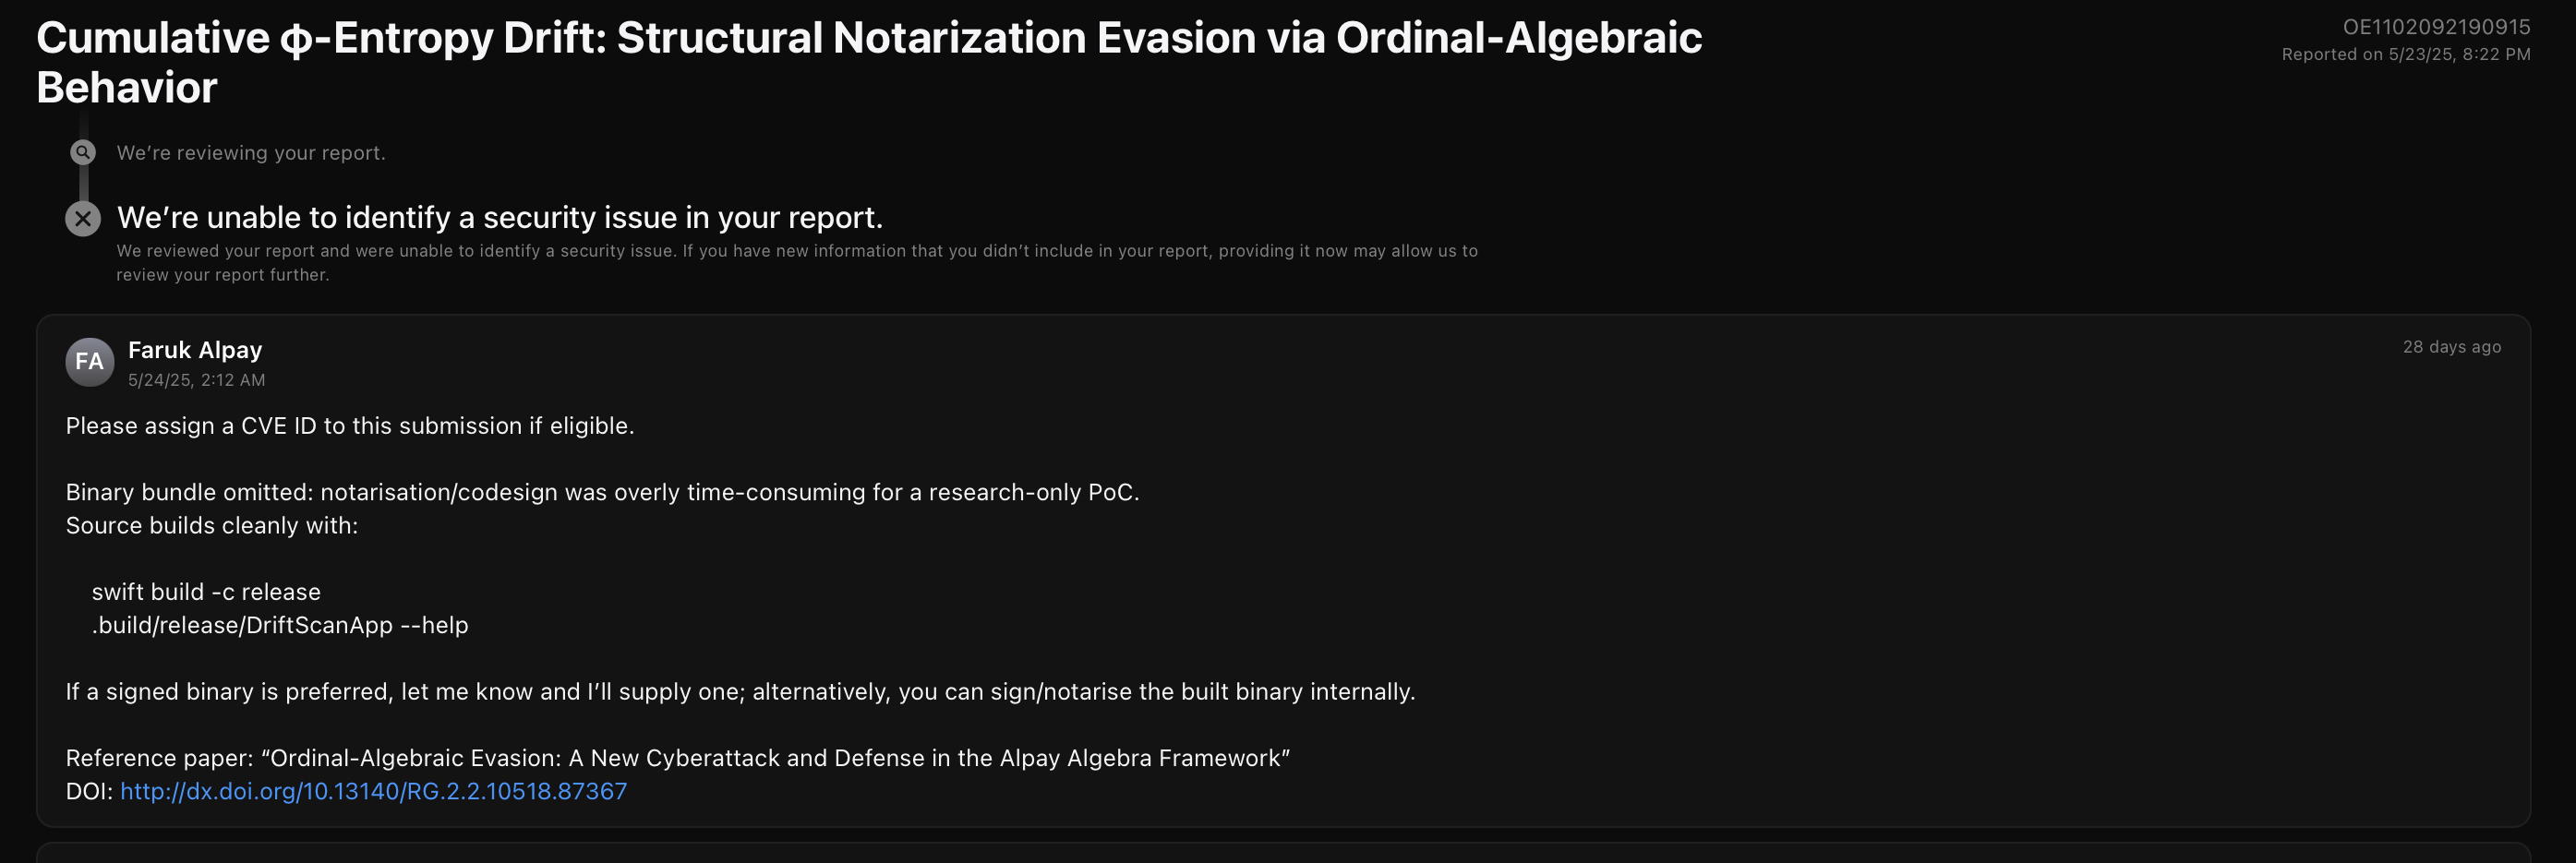 Cumulative ф-Entropy Drift: Structural Notarization Evasion via Ordinal-Algebraic
Behavior
OE1102092190915
Reported on 5/23/25, 8:22 PM
We’re reviewing your report.
We’re unable to identify a security issue in your report.
We reviewed your report and were unable to identify a security issue. If you have new information that you didn’t include in your report, providing it now may allow us to
review your report further.
FA
Faruk Alpay
5/24/25, 2:12 AM
28 days ago
Please assign a CVE ID to this submission if eligible.
Binary bundle omitted: notarisation/codesign was overly time-consuming for a research-only PoC.
Source builds cleanly with:
swift build -c release
.build/release/DriftScanApp --help
If a signed binary is preferred, let me know and I’ll supply one; alternatively, you can sign/notarise the built binary internally.
Reference paper: “Ordinal-Algebraic Evasion: A New Cyberattack and Defense in the Alpay Algebra Framework”
DOI: http://dx.doi.org/10.13140/RG.2.2.10518.87367